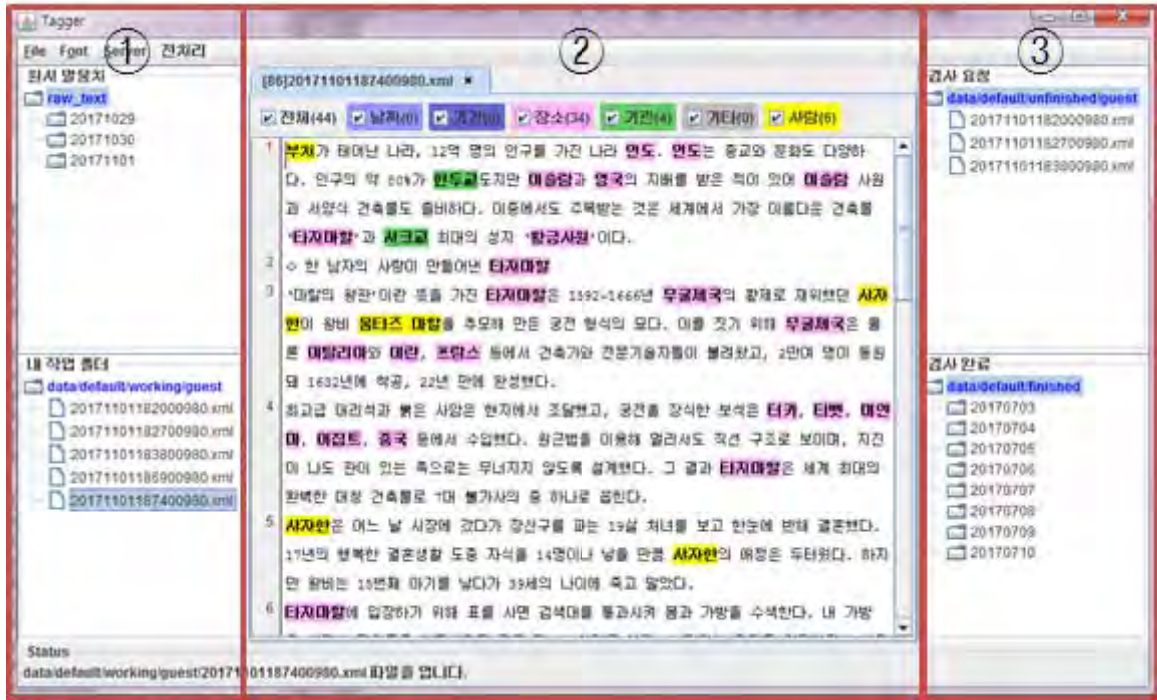 Tagger
①
②
③
File Font Server 전처리
원시 말뭉치
raw_text
20171029
20171030
20171101
내 작업 폴더
data/default/working/guest
20171101182000980.xml
20171101182700980.xml
20171101183800980.xml
20171101186900980.xml
20171101187400980.xml
[86]20171101187400980.xml ×
전체(44) 날짜(0) 기간(0) 장소(34) 기관(4) 기타(0) 사람(6)
1 부처가 태어난 나라, 12억 명의 인구를 가진 나라 인도. 인도는 종교와 문화도 다양하
다. 인구의 약 80%가 힌두교도지만 이슬람과 영국의 지배를 받은 적이 있어 이슬람 사원
과 서양식 건축물도 즐비하다. 이중에서도 주목받는 것은 세계에서 가장 아름다운 건축물
'타지마할'과 시크교 최대의 성지 '황금사원'이다.
2 ◇ 한 남자의 사랑이 만들어낸 타지마할
3 '마할의 왕관'이란 뜻을 가진 타지마할은 1592-1666년 무굴제국의 황제로 재위했던 샤자
한이 왕비 뭄타즈 마할을 추모해 만든 궁전 형식의 묘다. 이를 짓기 위해 무굴제국은 물
론 이탈리아와 이란, 프랑스 등에서 건축가와 전문기술자들이 불려왔고, 2만여 명이 동원
돼 1632년에 착공, 22년 만에 완성했다.
4 최고급 대리석과 붉은 사암은 현지에서 조달했고, 궁전을 장식한 보석은 터키, 티벳, 미얀
마, 이집트, 중국 등에서 수입했다. 원근법을 이용해 멀리서도 직선 구조로 보이며, 지진
이 나도 관이 있는 쪽으로는 무너지지 않도록 설계했다. 그 결과 타지마할은 세계 최대의
완벽한 대칭 건축물로 7대 불가사의 중 하나로 꼽힌다.
5 샤자한은 어느 날 시장에 갔다가 장신구를 파는 19살 처녀를 보고 한눈에 반해 결혼했다.
17년의 행복한 결혼생활 도중 자식을 14명이나 낳을 만큼 샤자한의 애정은 두터웠다. 하지
만 왕비는 15번째 아기를 낳다가 39세의 나이에 죽고 말았다.
6 타지마할에 입장하기 위해 표를 사면 검색대를 통과시켜 몸과 가방을 수색한다. 내 가방
검사 요청
data/default/unfinished/guest
20171101182000980.xml
20171101182700980.xml
20171101183800980.xml
검사 완료
data/default/finished
20170703
20170704
20170705
20170706
20170707
20170708
20170709
20170710
Status
data/default/working/guest/20171101187400980.xml 파일을 엽니다.